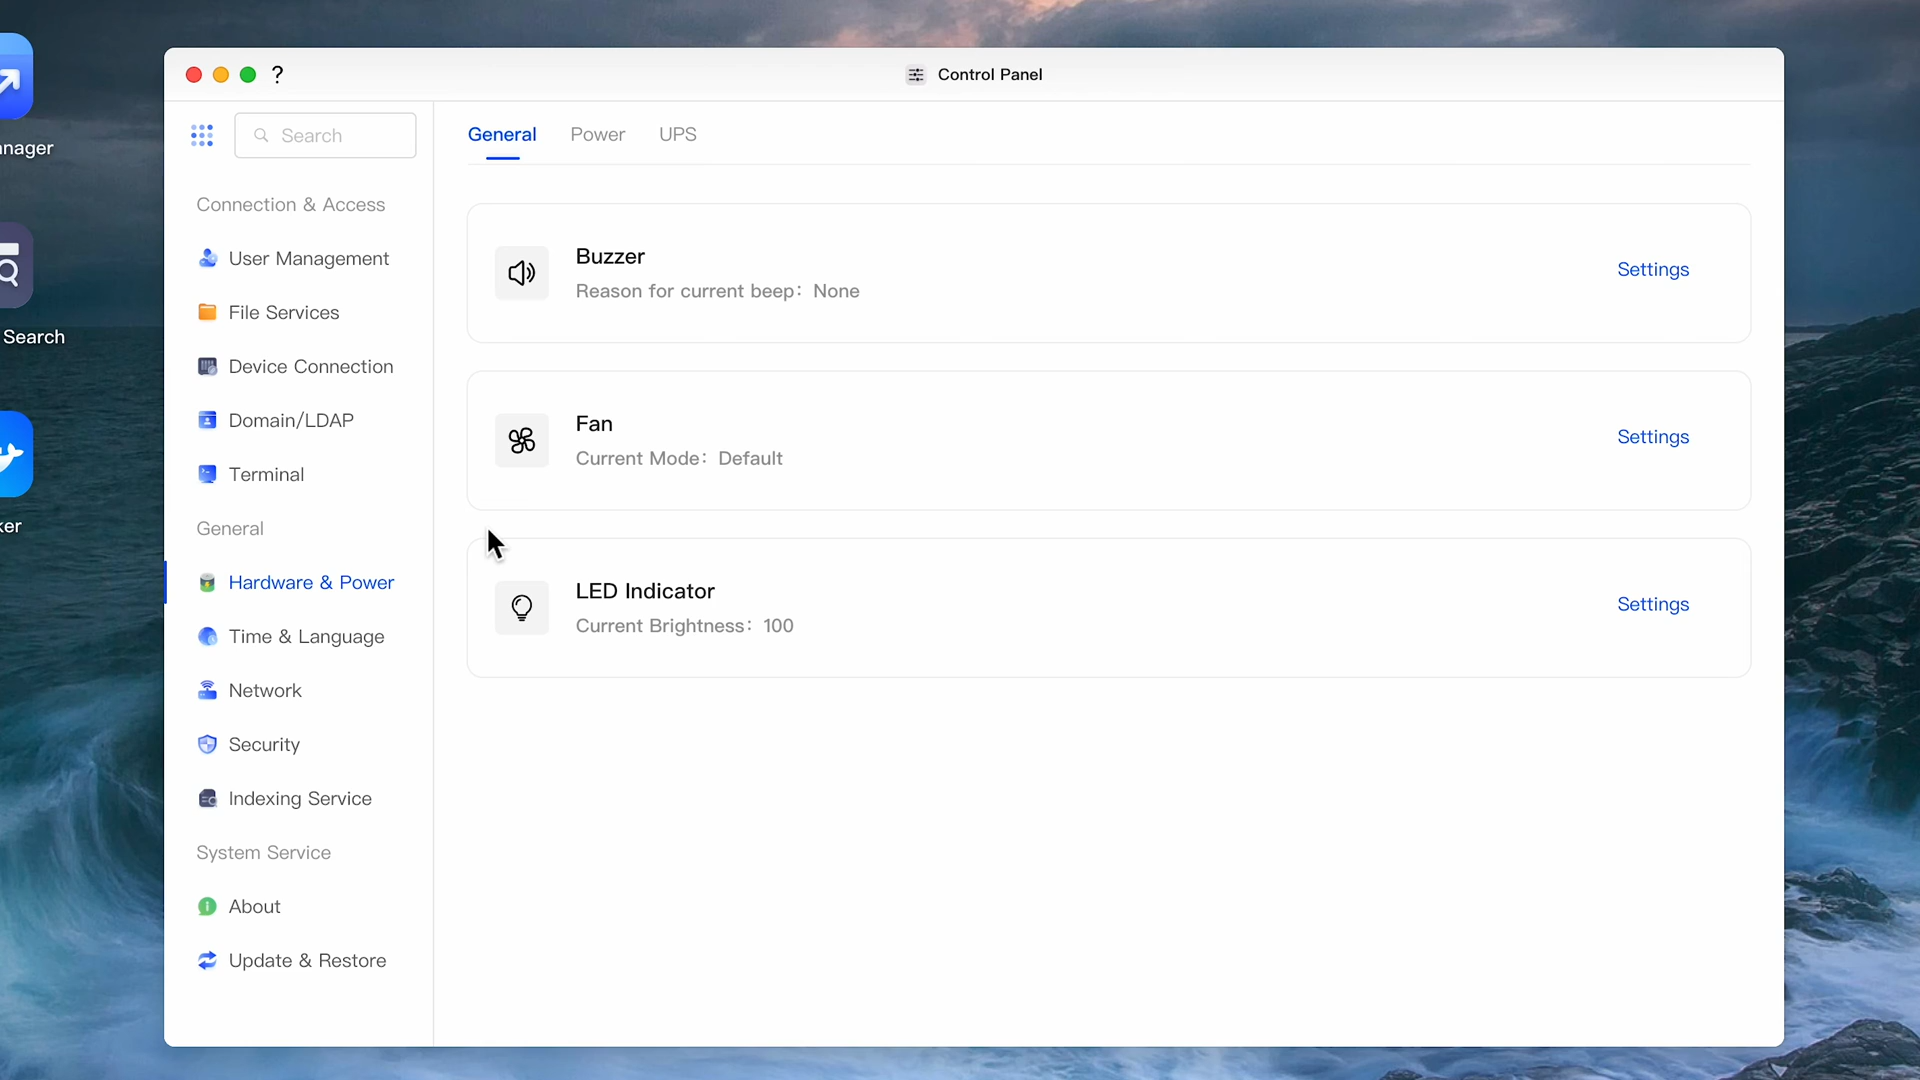 ?
Control Panel
Search
General
Power
UPS
Connection & Access
User Management
File Services
Device Connection
Domain/LDAP
Terminal
General
Hardware & Power
Time & Language
Network
Security
Indexing Service
System Service
About
Update & Restore
Buzzer
Reason for current beep: None
Settings
Fan
Current Mode: Default
Settings
LED Indicator
Current Brightness: 100
Settings
nager
Search
ker